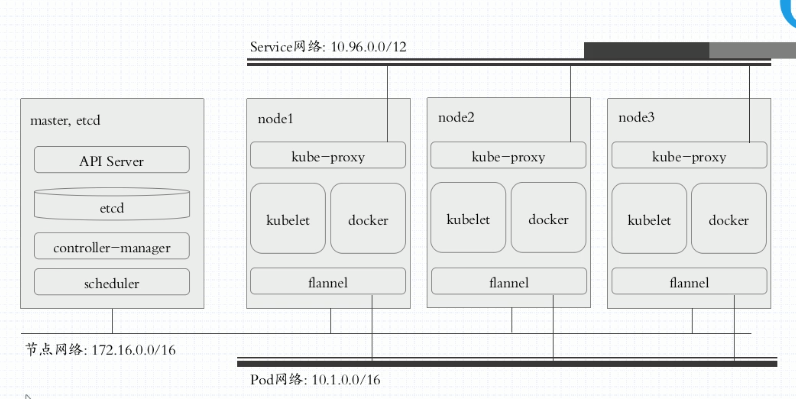 Service网络: 10.96.0.0/12
master, etcd
API Server
etcd
controller-manager
scheduler
node1
kube-proxy
kubelet
docker
flannel
node2
kube-proxy
kubelet
docker
flannel
node3
kube-proxy
kubelet
docker
flannel
节点网络: 172.16.0.0/16
Pod网络: 10.1.0.0/16